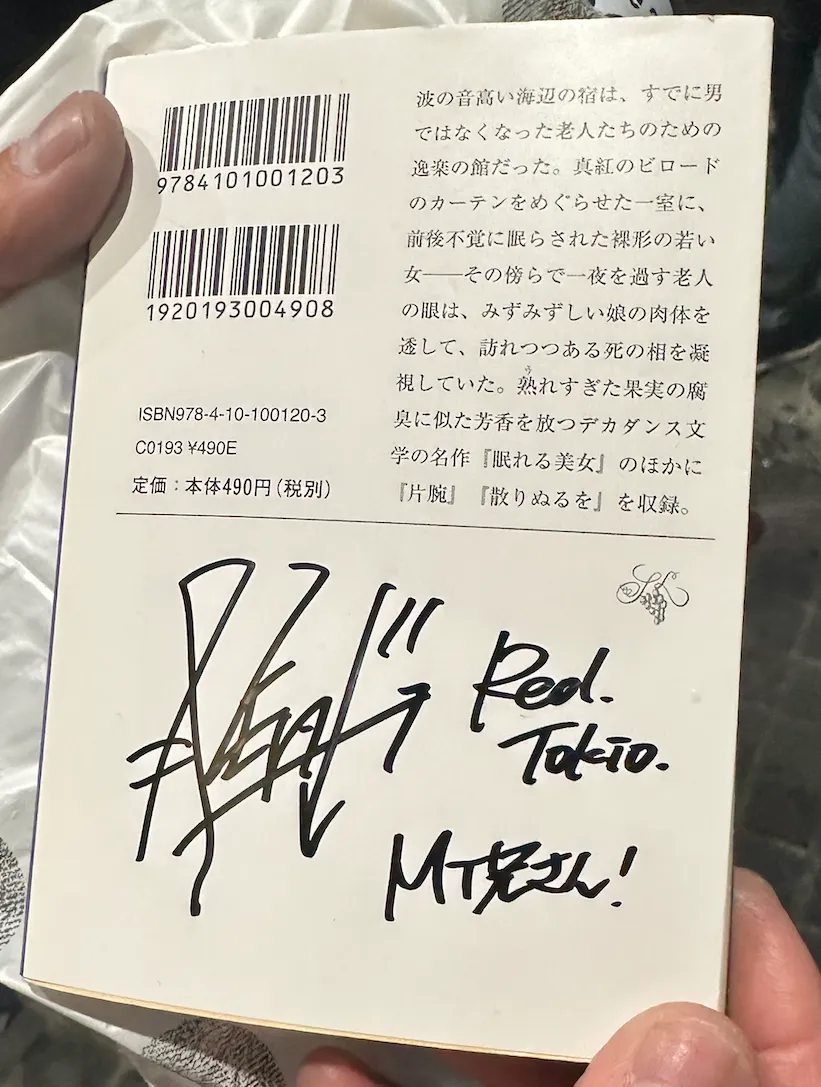 9784101001203
1920193004908
ISBN978-4-10-100120-3
C0193 ¥490E
定価：本体490円（税別）
波の音高い海辺の宿は、すでに男
ではなくなった老人たちのための
逸楽の館だった。真紅のビロード
のカーテンをめぐらせた一室に、
前後不覚に眠らされた裸形の若い
女──その傍らで一夜を過す老人
の眼は、みずみずしい娘の肉体を
透して、訪れつつある死の相を凝
視していた。熟れすぎた果実の腐
臭に似た芳香を放つデカダンス文
学の名作『眠れる美女』のほかに
『片腕』『散りぬるを』を収録。
Red.
Tokio.
MT兄さん!